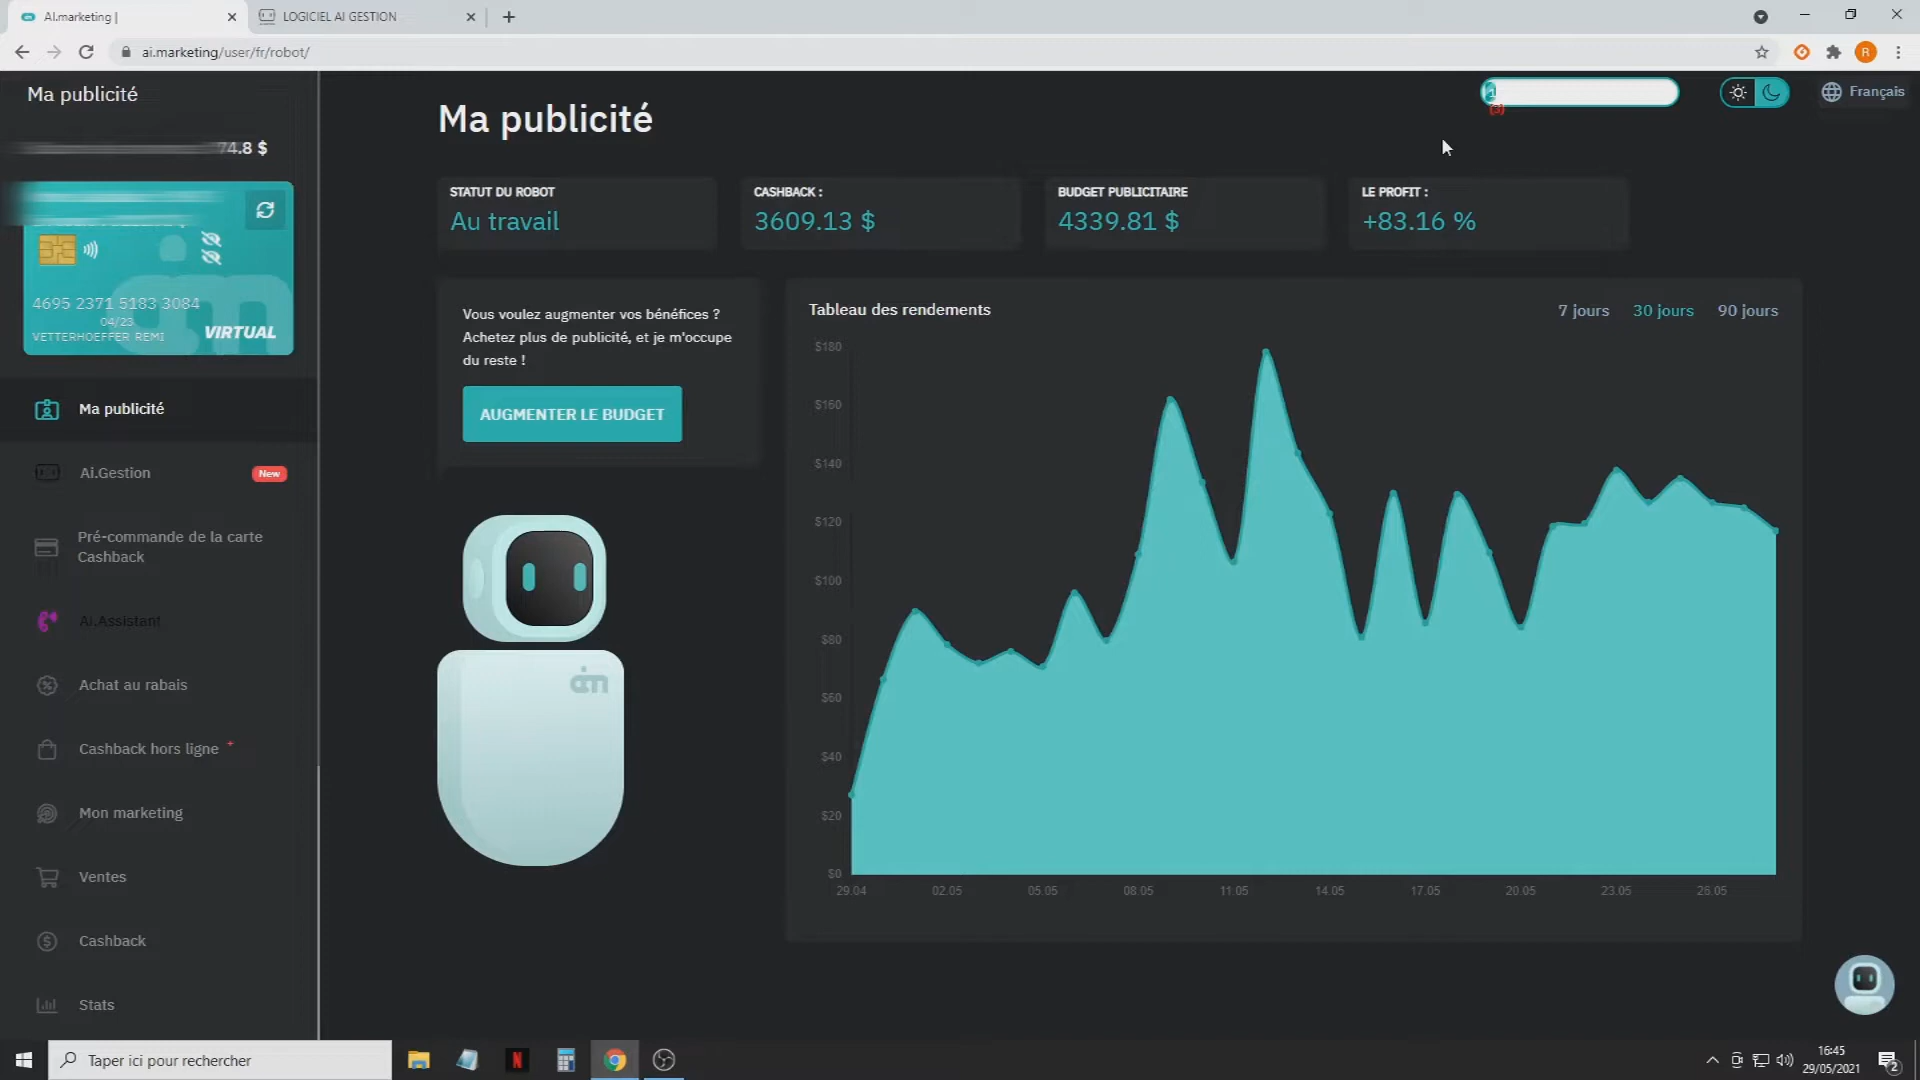 AI.marketing |
LOGICIEL AI GESTION
ai.marketing/user/fr/robot/
R
Ma publicité
74.8 $
4695 2371 5183 3084
04/23
VETTERHOEFFER REMI
VIRTUAL
Ma publicité
Ai.Gestion
New
Pré-commande de la carte
Cashback
Ai.Assistant
Achat au rabais
Cashback hors ligne
Mon marketing
Ventes
Cashback
Stats
Ma publicité
1
(3)
Français
STATUT DU ROBOT
Au travail
CASHBACK :
3609.13 $
BUDGET PUBLICITAIRE
4339.81 $
LE PROFIT :
+83.16 %
Vous voulez augmenter vos bénéfices ?
Achetez plus de publicité, et je m'occupe
du reste !
AUGMENTER LE BUDGET
Tableau des rendements
7 jours
30 jours
90 jours
$180
$160
$140
$120
$100
$80
$60
$40
$20
$0
29.04
02.05
05.05
08.05
11.05
14.05
17.05
20.05
23.05
26.05
Taper ici pour rechercher
16:45
29/05/2021
2